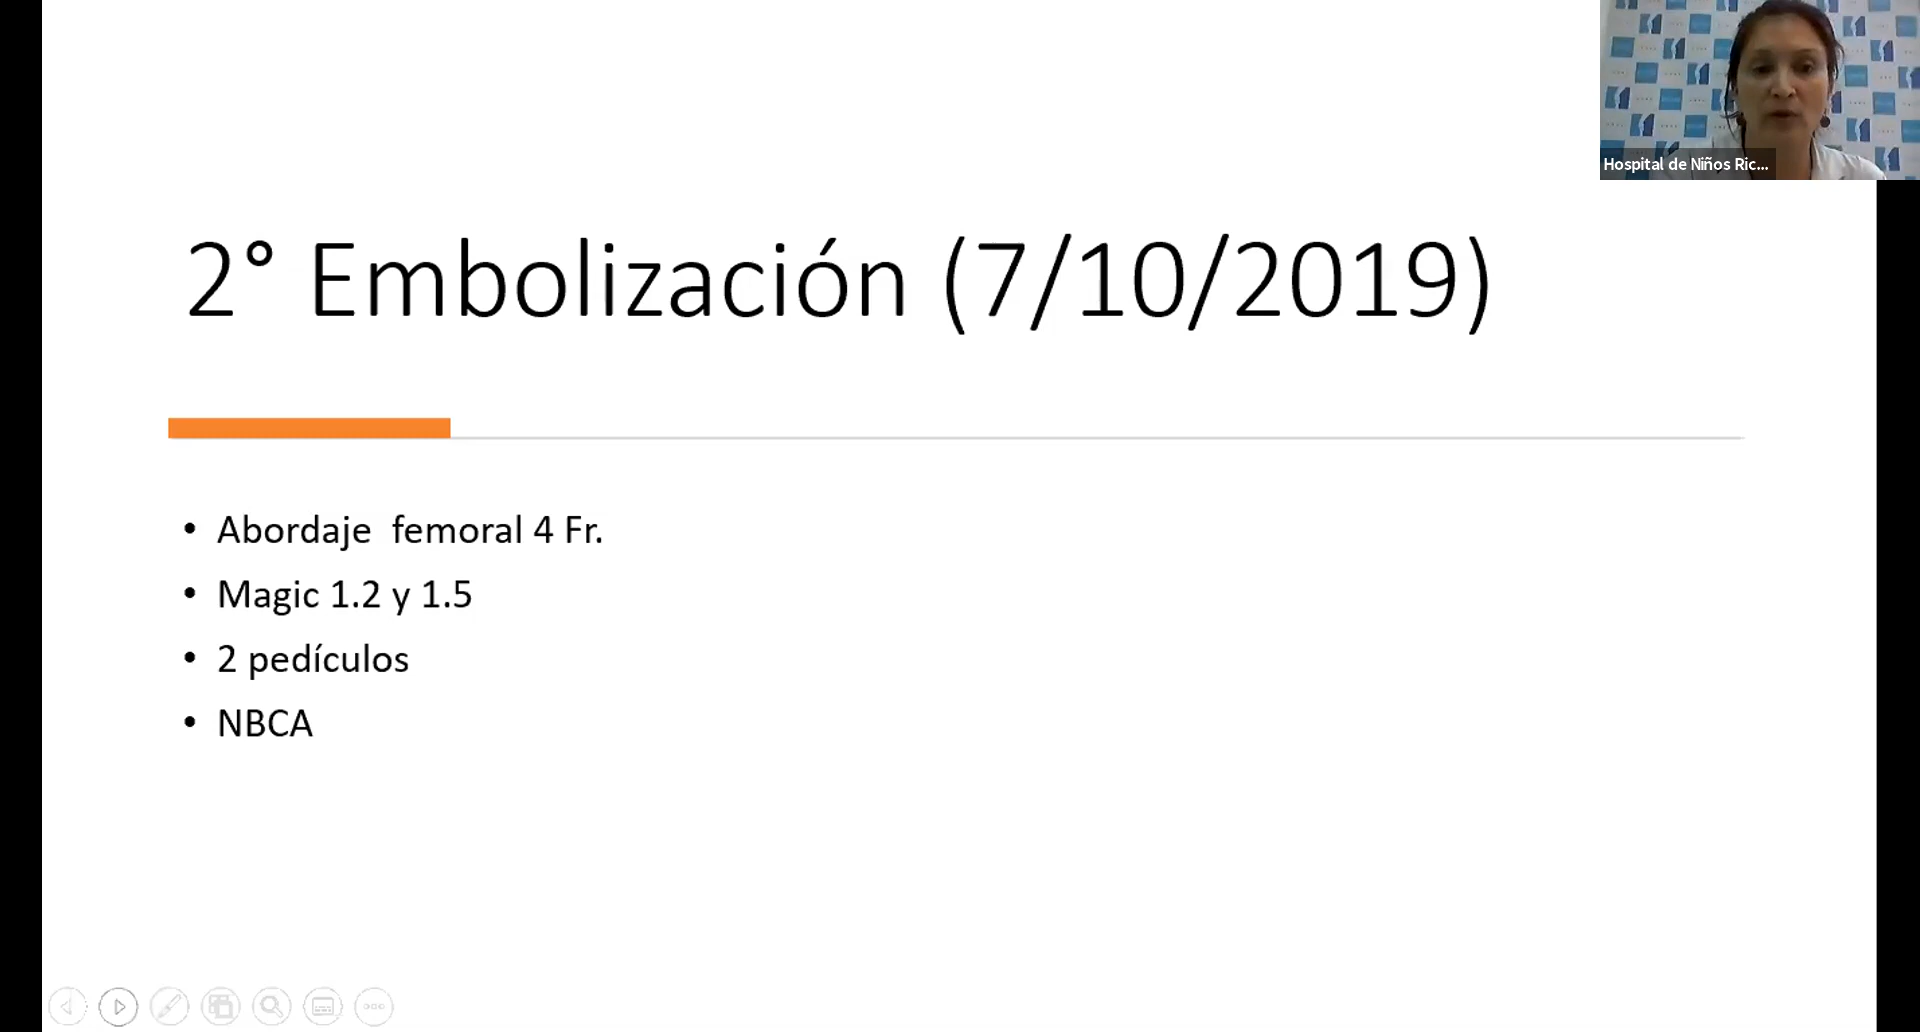 Hospital de Niños Ric...
2° Embolización (7/10/2019)
• Abordaje femoral 4 Fr.
• Magic 1.2 y 1.5
• 2 pedículos
• NBCA